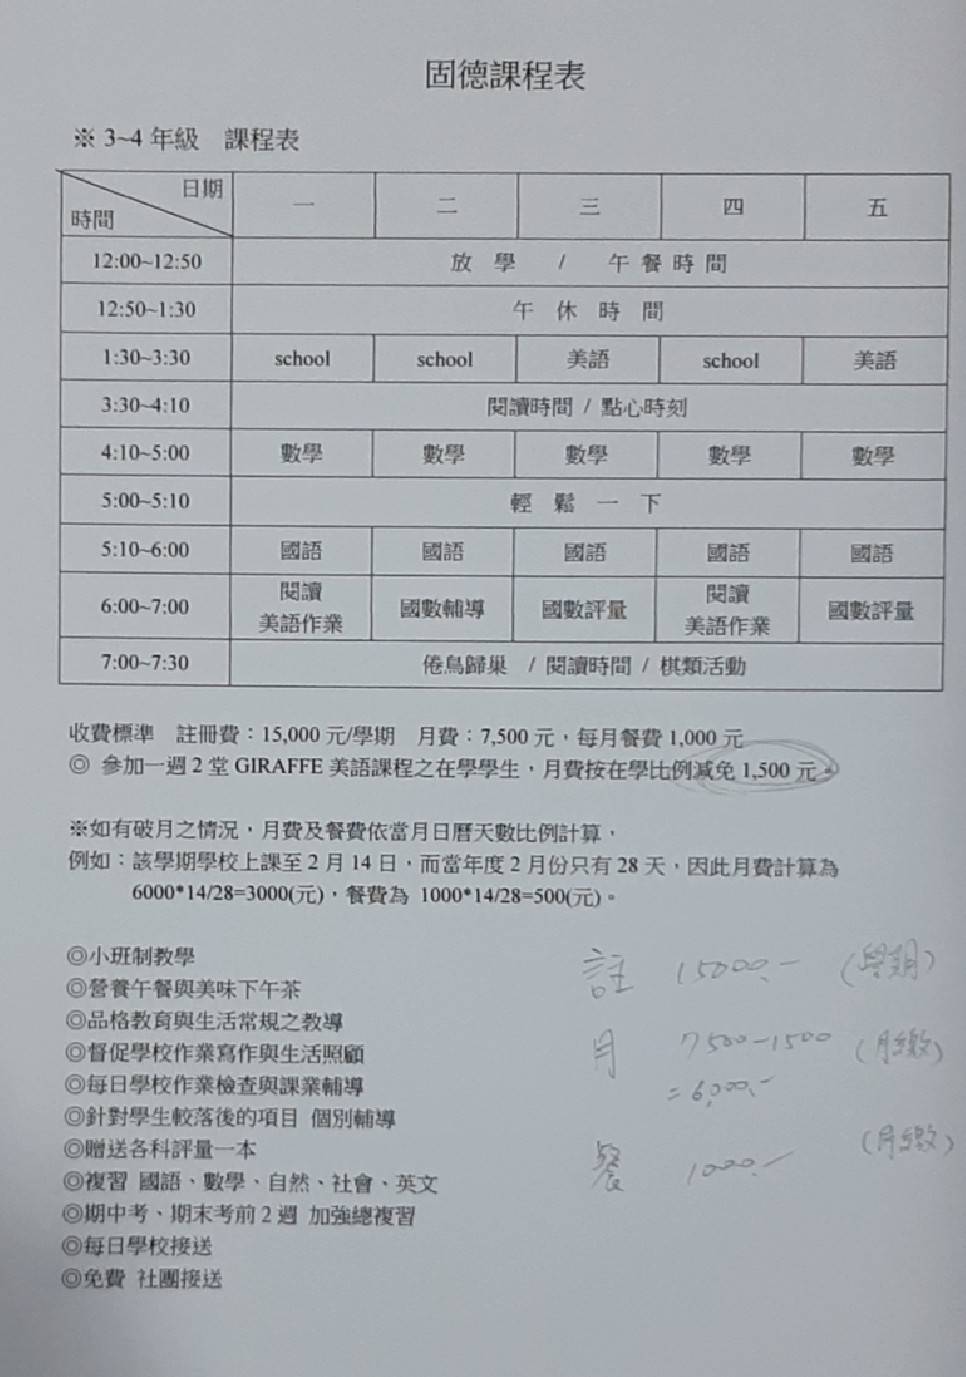 固德課程表
※ 3~4 年級　課程表
日期
時間
一 二 三 四 五
12:00~12:50 放 學 / 午 餐 時 間
12:50~1:30 午 休 時 間
1:30~3:30 school school 美語 school 美語
3:30~4:10 閱讀時間 / 點心時刻
4:10~5:00 數學 數學 數學 數學 數學
5:00~5:10 輕 鬆 一 下
5:10~6:00 國語 國語 國語 國語 國語
6:00~7:00 閱讀 美語作業 國數輔導 國數評量 閱讀 美語作業 國數評量
7:00~7:30 倦鳥歸巢 / 閱讀時間 / 棋類活動
收費標準　註冊費：15,000 元/學期　月費：7,500 元，每月餐費 1,000 元
◎ 參加一週 2 堂 GIRAFFE 美語課程之在學學生，月費按在學比例減免 1,500 元。
※如有破月之情況，月費及餐費依當月日曆天數比例計算，
例如：該學期學校上課至 2 月 14 日，而當年度 2 月份只有 28 天，因此月費計算為
6000*14/28=3000(元)，餐費為 1000*14/28=500(元)。
◎小班制教學
◎營養午餐與美味下午茶
◎品格教育與生活常規之教導
◎督促學校作業寫作與生活照顧
◎每日學校作業檢查與課業輔導
◎針對學生較落後的項目 個別輔導
◎贈送各科評量一本
◎複習 國語、數學、自然、社會、英文
◎期中考、期末考前 2 週 加強總複習
◎每日學校接送
◎免費 社團接送
註 15000.- (學期)
月 7500-1500 (月繳)
=6,000.-
餐 1000.- (月繳)